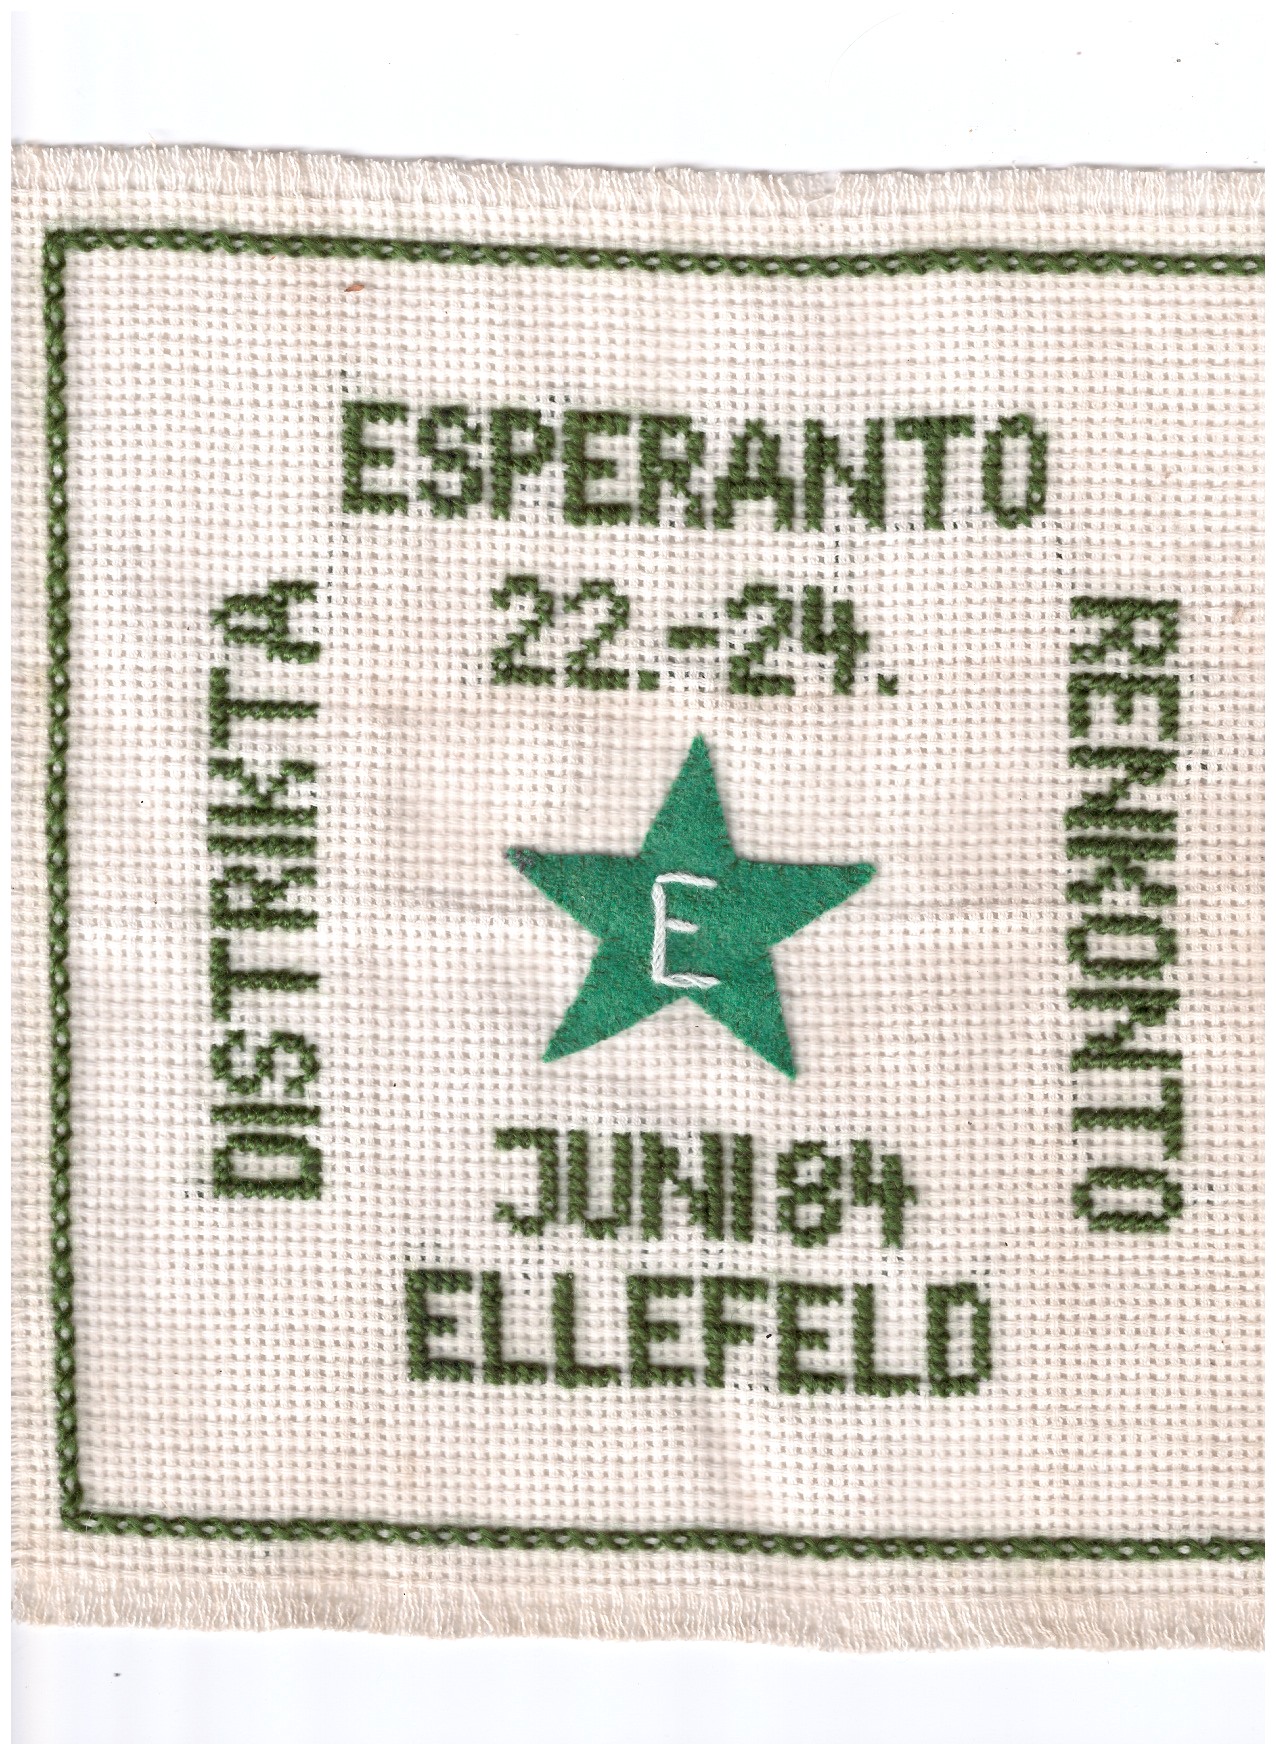 ESPERANTO
22.-24.
DISTRIKTA
RENKONTO
E
JUNI 84
ELLEFELD